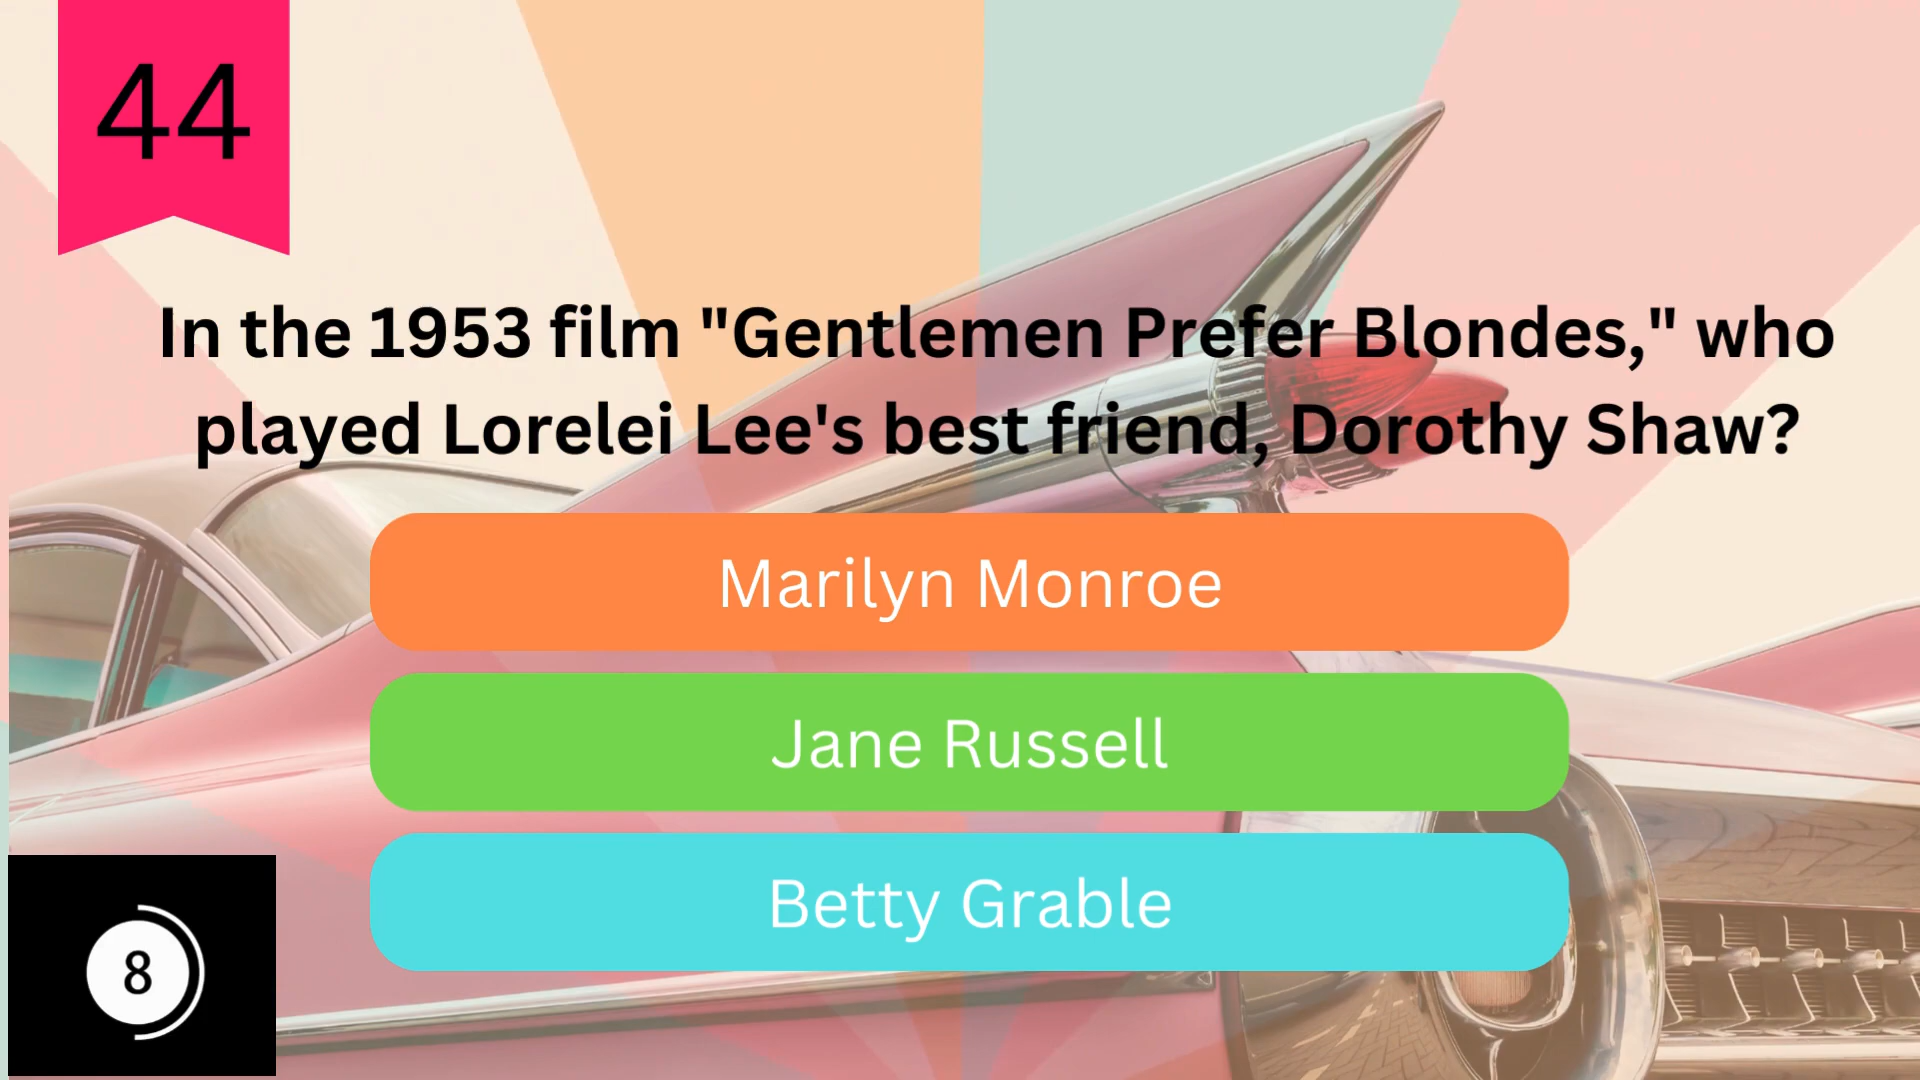 44
In the 1953 film "Gentlemen Prefer Blondes," who
played Lorelei Lee's best friend, Dorothy Shaw?
Marilyn Monroe
Jane Russell
Betty Grable
8